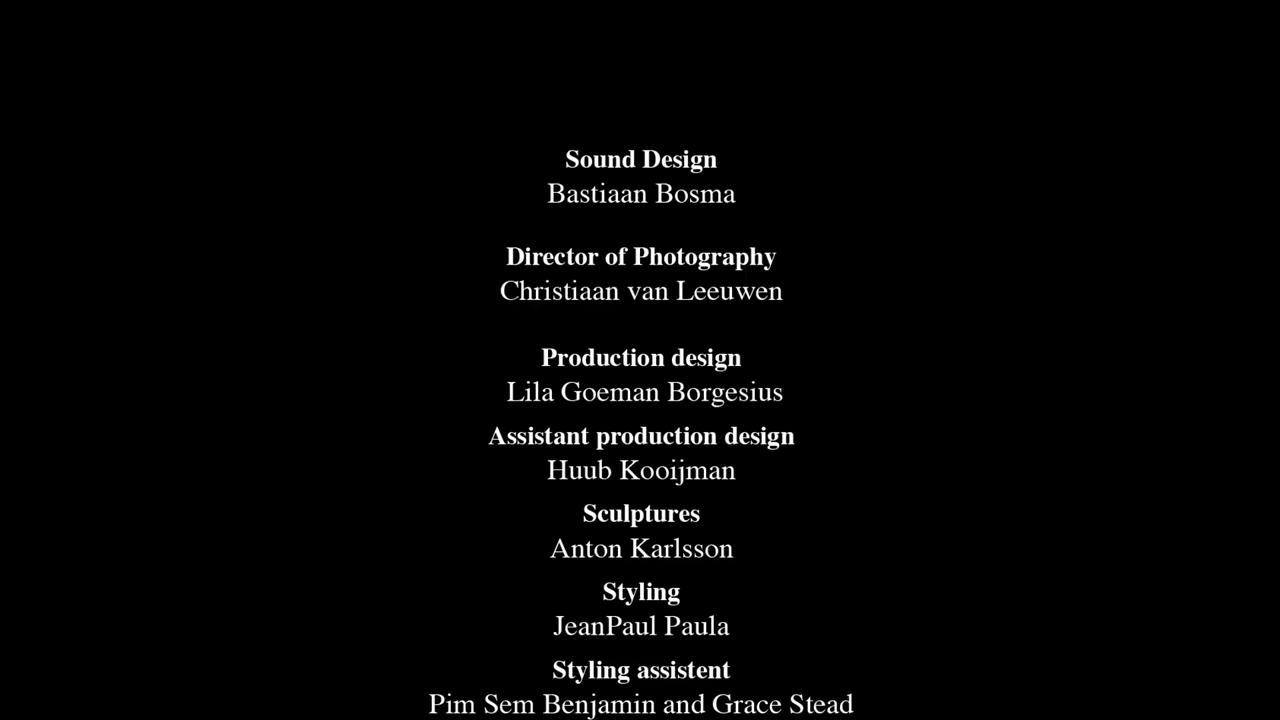 Sound Design
Bastiaan Bosma
Director of Photography
Christiaan van Leeuwen
Production design
Lila Goeman Borgesius
Assistant production design
Huub Kooijman
Sculptures
Anton Karlsson
Styling
JeanPaul Paula
Styling assistent
Pim Sem Benjamin and Grace Stead